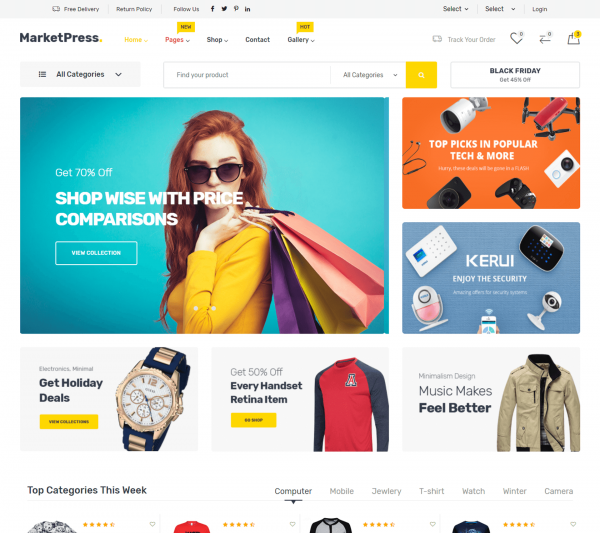 Free Delivery Return Policy Follow Us Select Select Login
NEW HOT
MarketPress. Home Pages Shop Contact Gallery Track Your Order 0 0 3
All Categories Find your product All Categories BLACK FRIDAY
Get 45% Off
Get 70% Off
SHOP WISE WITH PRICE
COMPARISONS
VIEW COLLECTION
TOP PICKS IN POPULAR
TECH & MORE
Hurry, these deals will be gone in a FLASH
KERUI
ENJOY THE SECURITY
Amazing offers for security systems
Electronics, Minimal
Get Holiday
Deals
VIEW COLLECTIONS
Get 50% Off
Every Handset
Retina Item
GO SHOP
A
Minimalism Design
Music Makes
Feel Better
Top Categories This Week Computer Mobile Jewlery T-shirt Watch Winter Camera